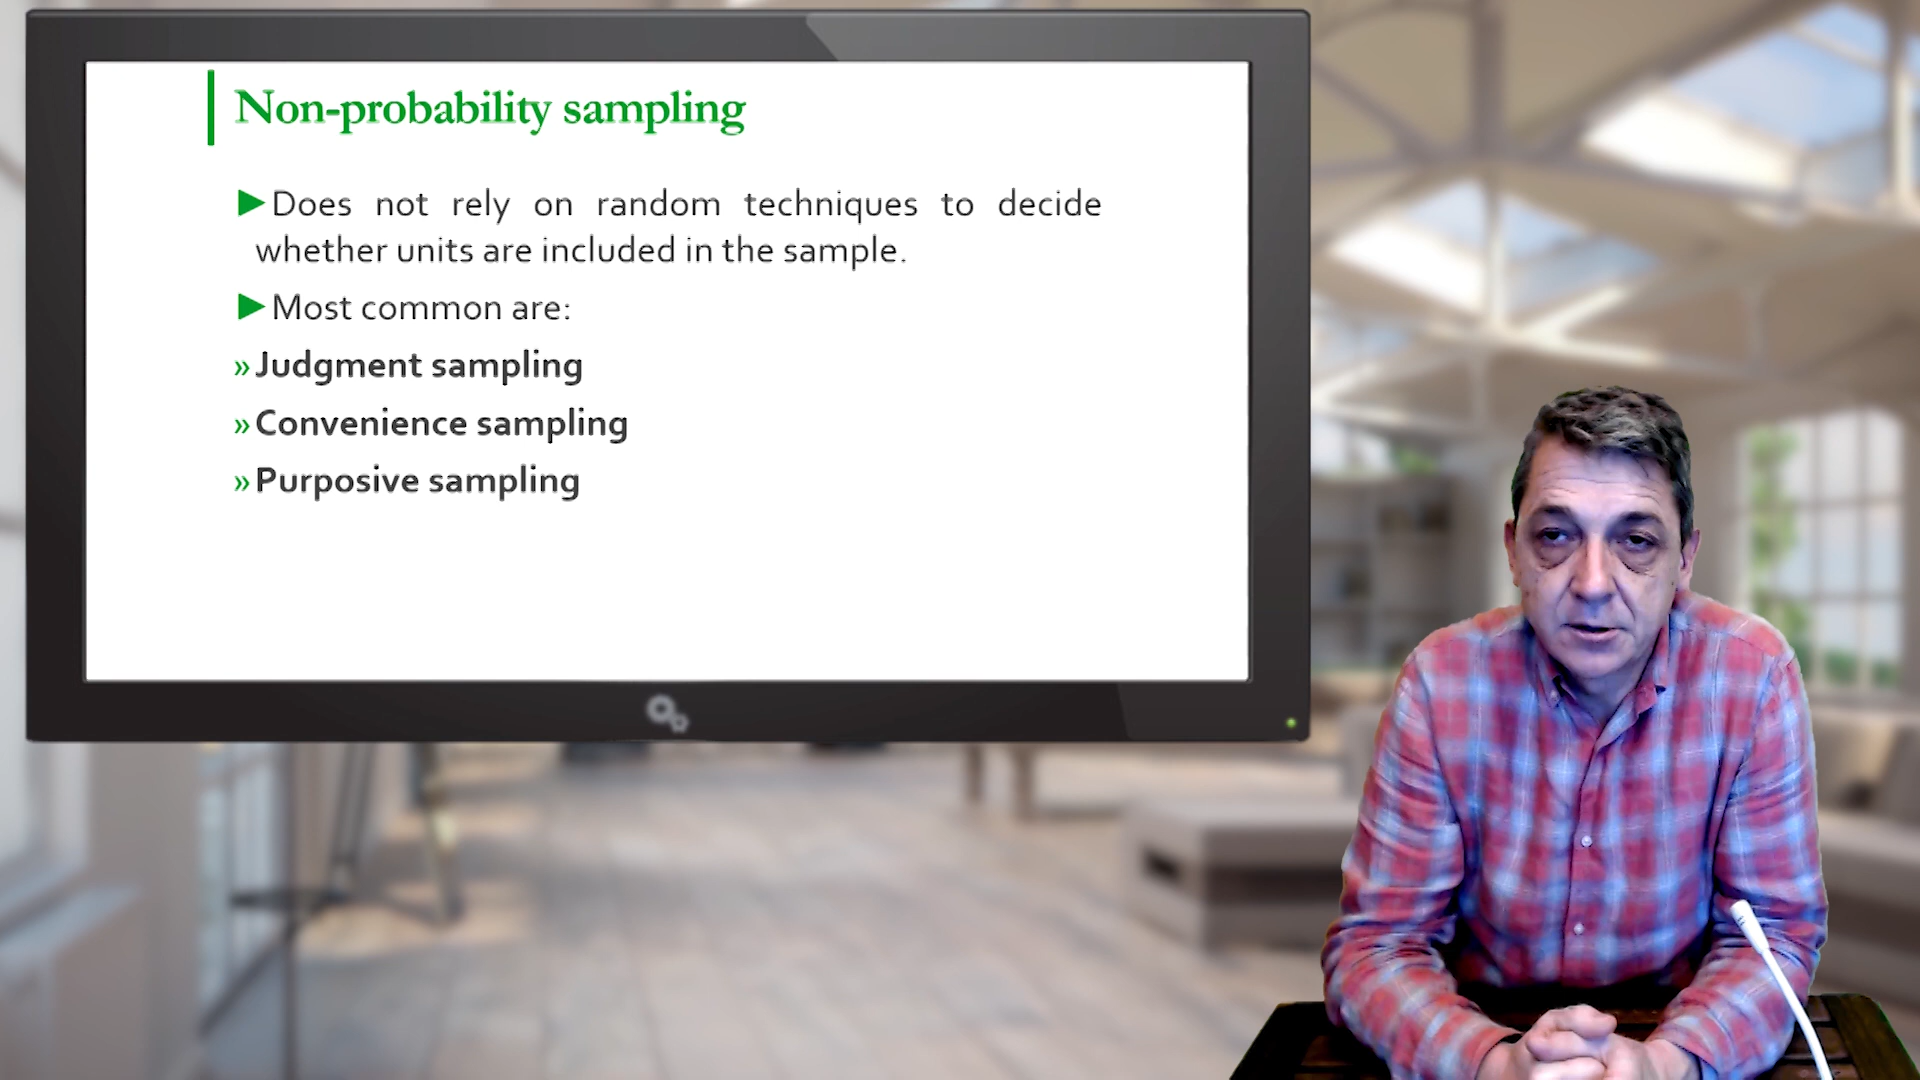 Non-probability sampling
►Does not rely on random techniques to decide
whether units are included in the sample.
►Most common are:
» Judgment sampling
» Convenience sampling
» Purposive sampling